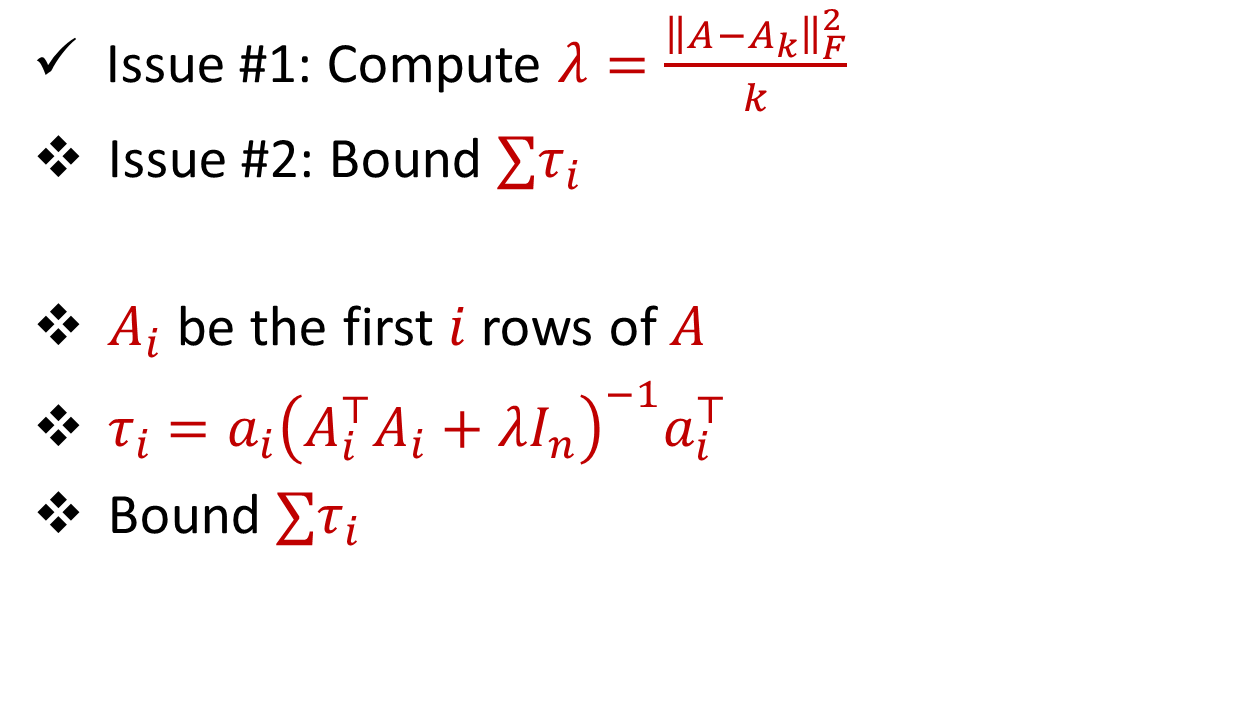 ✓ Issue #1: Compute λ = ‖A−A_k‖_F^2 / k
❖ Issue #2: Bound ∑τ_i
❖ A_i be the first i rows of A
❖ τ_i = a_i(A_i^⊤ A_i + λI_n)^{−1} a_i^⊤
❖ Bound ∑τ_i